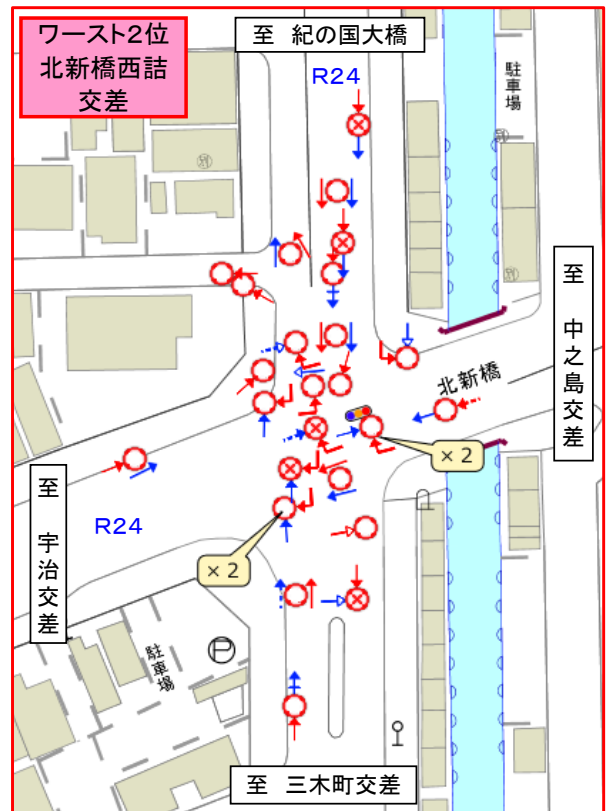 ワースト2位
北新橋西詰
交差
至 紀の国大橋
R24
駐車場
至 中之島交差
北新橋
×2
至 宇治交差
R24
×2
駐車場
P
至 三木町交差